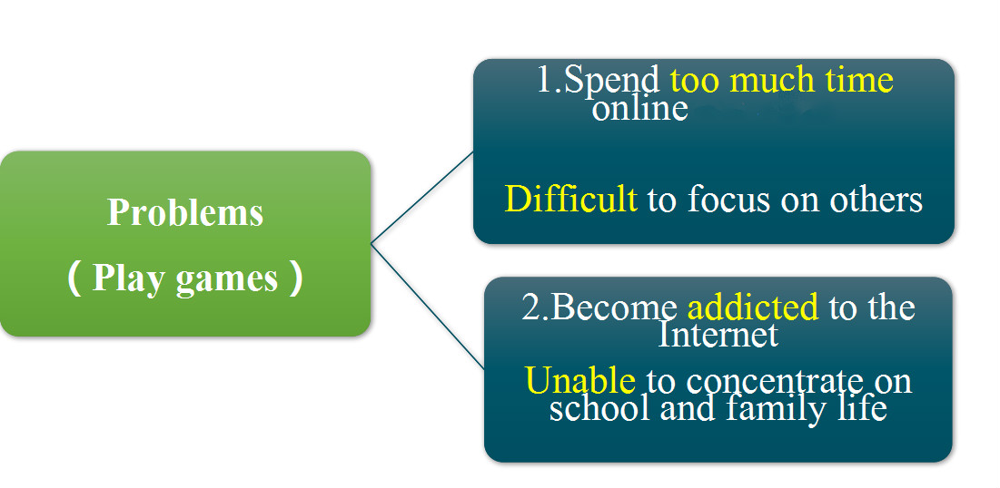 Problems
( Play games )
1.Spend too much time
online
Difficult to focus on others
2.Become addicted to the
Internet
Unable to concentrate on
school and family life